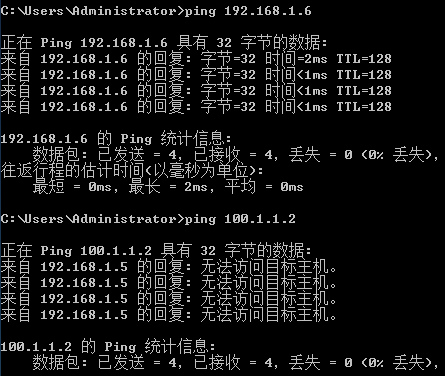 C:\Users\Administrator>ping 192.168.1.6
正在 Ping 192.168.1.6 具有 32 字节的数据:
来自 192.168.1.6 的回复: 字节=32 时间=2ms TTL=128
来自 192.168.1.6 的回复: 字节=32 时间<1ms TTL=128
来自 192.168.1.6 的回复: 字节=32 时间<1ms TTL=128
来自 192.168.1.6 的回复: 字节=32 时间<1ms TTL=128
192.168.1.6 的 Ping 统计信息:
数据包: 已发送 = 4, 已接收 = 4, 丢失 = 0 (0% 丢失),
往返行程的估计时间(以毫秒为单位):
最短 = 0ms, 最长 = 2ms, 平均 = 0ms
C:\Users\Administrator>ping 100.1.1.2
正在 Ping 100.1.1.2 具有 32 字节的数据:
来自 192.168.1.5 的回复: 无法访问目标主机。
来自 192.168.1.5 的回复: 无法访问目标主机。
来自 192.168.1.5 的回复: 无法访问目标主机。
来自 192.168.1.5 的回复: 无法访问目标主机。
100.1.1.2 的 Ping 统计信息:
数据包: 已发送 = 4, 已接收 = 4, 丢失 = 0 (0% 丢失),